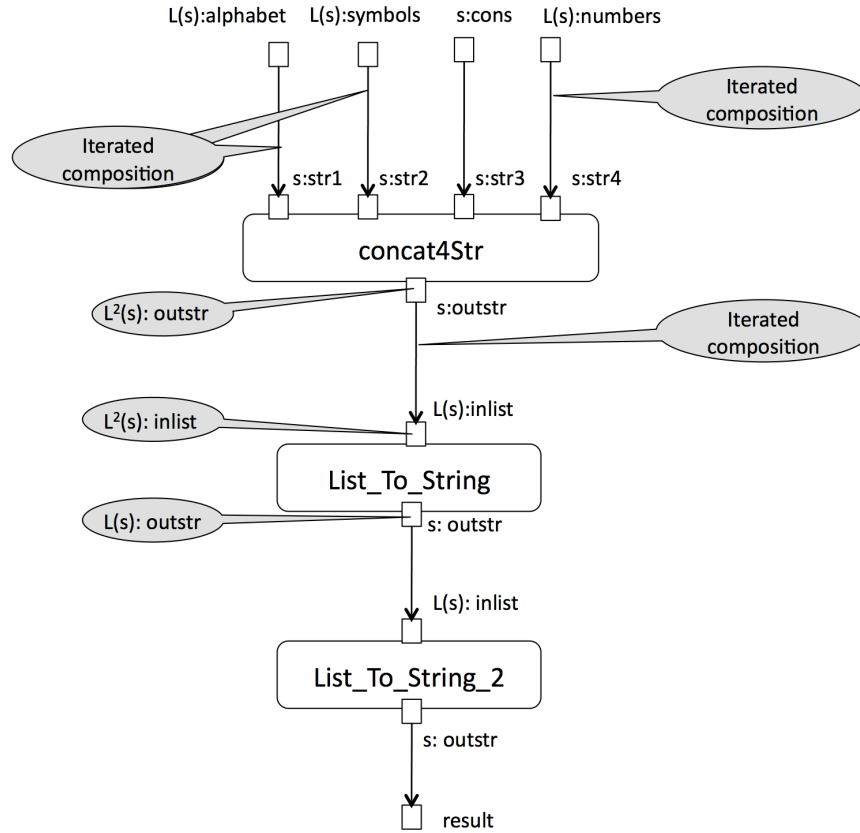 L(s):alphabet L(s):symbols s:cons L(s):numbers
Iterated
composition
Iterated
composition
s:str1 s:str2 s:str3 s:str4
concat4Str
L²(s): outstr
s:outstr
Iterated
composition
L²(s): inlist
L(s):inlist
List_To_String
L(s): outstr
s: outstr
L(s): inlist
List_To_String_2
s: outstr
result